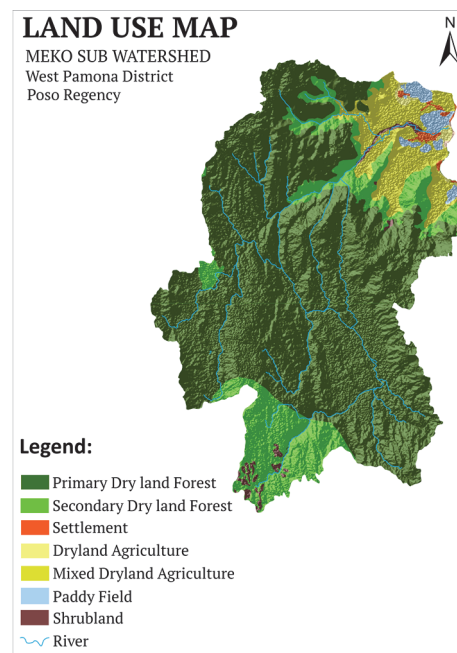 LAND USE MAP
N
MEKO SUB WATERSHED
West Pamona District
Poso Regency
Legend:
Primary Dry land Forest
Secondary Dry land Forest
Settlement
Dryland Agriculture
Mixed Dryland Agriculture
Paddy Field
Shrubland
River